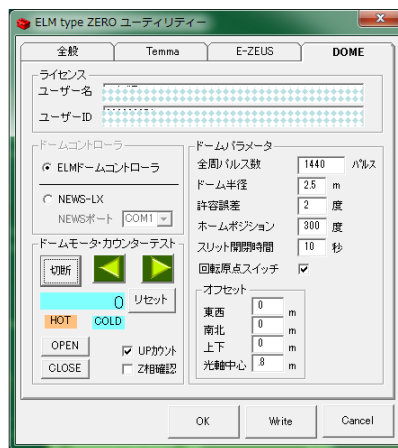 ELM type ZERO ユーティリティー
全般
Temma
E-ZEUS
DOME
ライセンス
ユーザー名
ユーザーID
ドームコントローラ
ELMドームコントローラ
NEWS-LX
NEWSポート COM1
ドームモータ・カウンターテスト
切断
0 リセット
HOT COLD
OPEN
CLOSE
UPカウント
Z相確認
ドームパラメータ
全周パルス数 1440 パルス
ドーム半径 2.5 m
許容誤差 2 度
ホームポジション 300 度
スリット開閉時間 10 秒
回転原点スイッチ
オフセット
東西 0 m
南北 0 m
上下 0 m
光軸中心 .8 m
OK
Write
Cancel